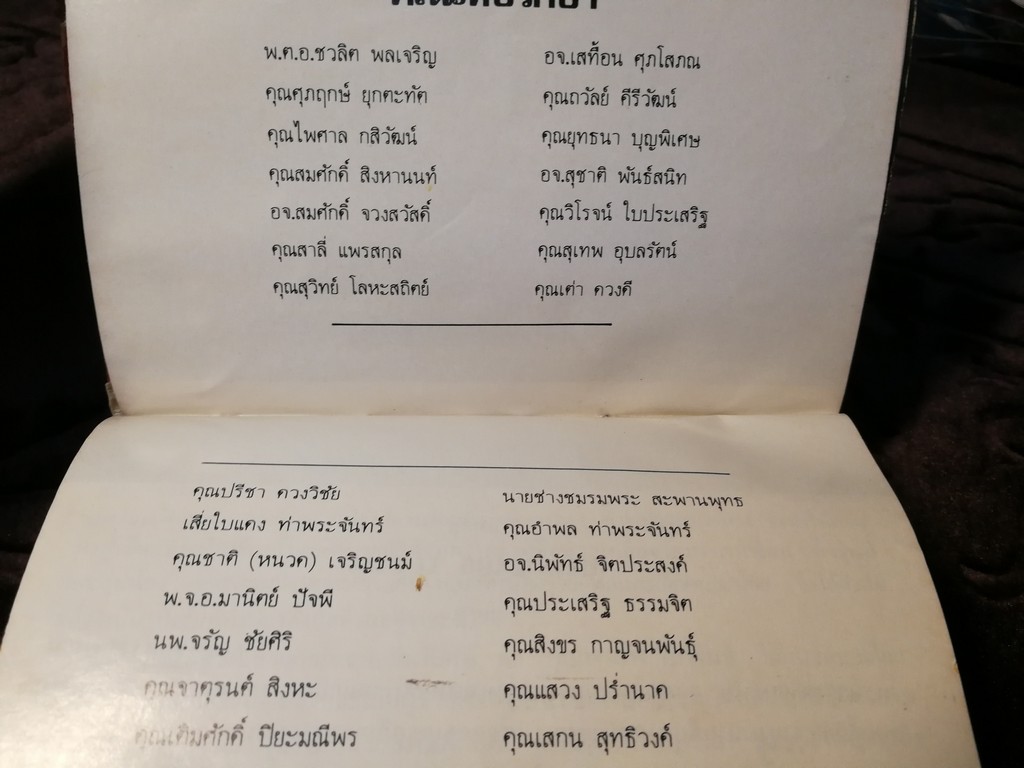 พ.ต.อ.ชวลิต พลเจริญ
อจ.เสทื้อน ศุภโสภณ
คุณศุภฤกษ์ ยุกตะทัต
คุณถวัลย์ คีรีวัฒน์
คุณไพศาล กสิวัฒน์
คุณยุทธนา บุญพิเศษ
คุณสมศักดิ์ สิงหานนท์
อจ.สุชาติ พันธ์สนิท
อจ.สมศักดิ์ จวงสวัสดิ์
คุณวิโรจน์ ใบประเสริฐ
คุณสาลี่ แพรสกุล
คุณสุเทพ อุบลรัตน์
คุณสุวิทย์ โลหะสถิตย์
คุณเต่า ดวงดี
คุณปรีชา ดวงวิชัย
นายช่างชมรมพระ สะพานพุทธ
เสี่ยใบแดง ท่าพระจันทร์
คุณอำพล ท่าพระจันทร์
คุณชาติ (หนวด) เจริญชนม์
อจ.นิพัทธ์ จิตประสงค์
พ.จ.อ.มานิตย์ ปัจพี
คุณประเสริฐ ธรรมจิต
นพ.จรัญ ชัยศิริ
คุณสิงขร กาญจนพันธุ์
คุณจาตุรนต์ สิงหะ
คุณแสวง ปร่ำนาค
คุณเติมศักดิ์ ปิยะมณีพร
คุณเสกน สุทธิวงค์